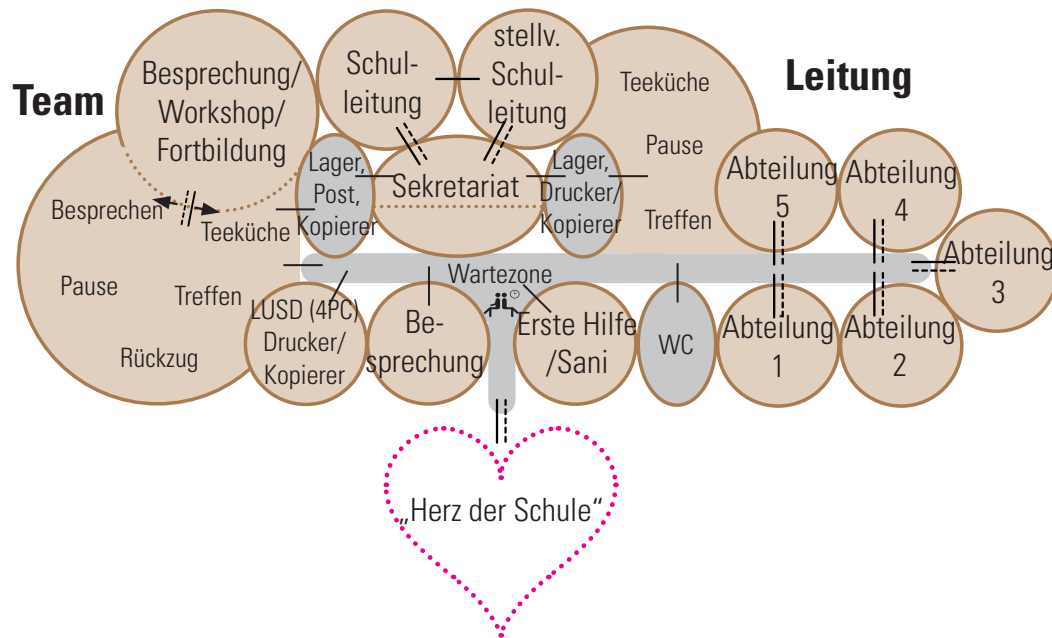 Team
Besprechung/
Workshop/
Fortbildung
Besprechen
Teeküche
Pause
Treffen
Rückzug
Schul-
leitung
stellv.
Schul-
leitung
Lager,
Post,
Kopierer
Sekretariat
Lager,
Drucker/
Kopierer
Leitung
Teeküche
Pause
Treffen
Abteilung
5
Abteilung
4
Abteilung
3
Wartezone
LUSD (4PC)
Drucker/
Kopierer
Be-
sprechung
Erste Hilfe
/Sani
WC
Abteilung
1
Abteilung
2
„Herz der Schule“